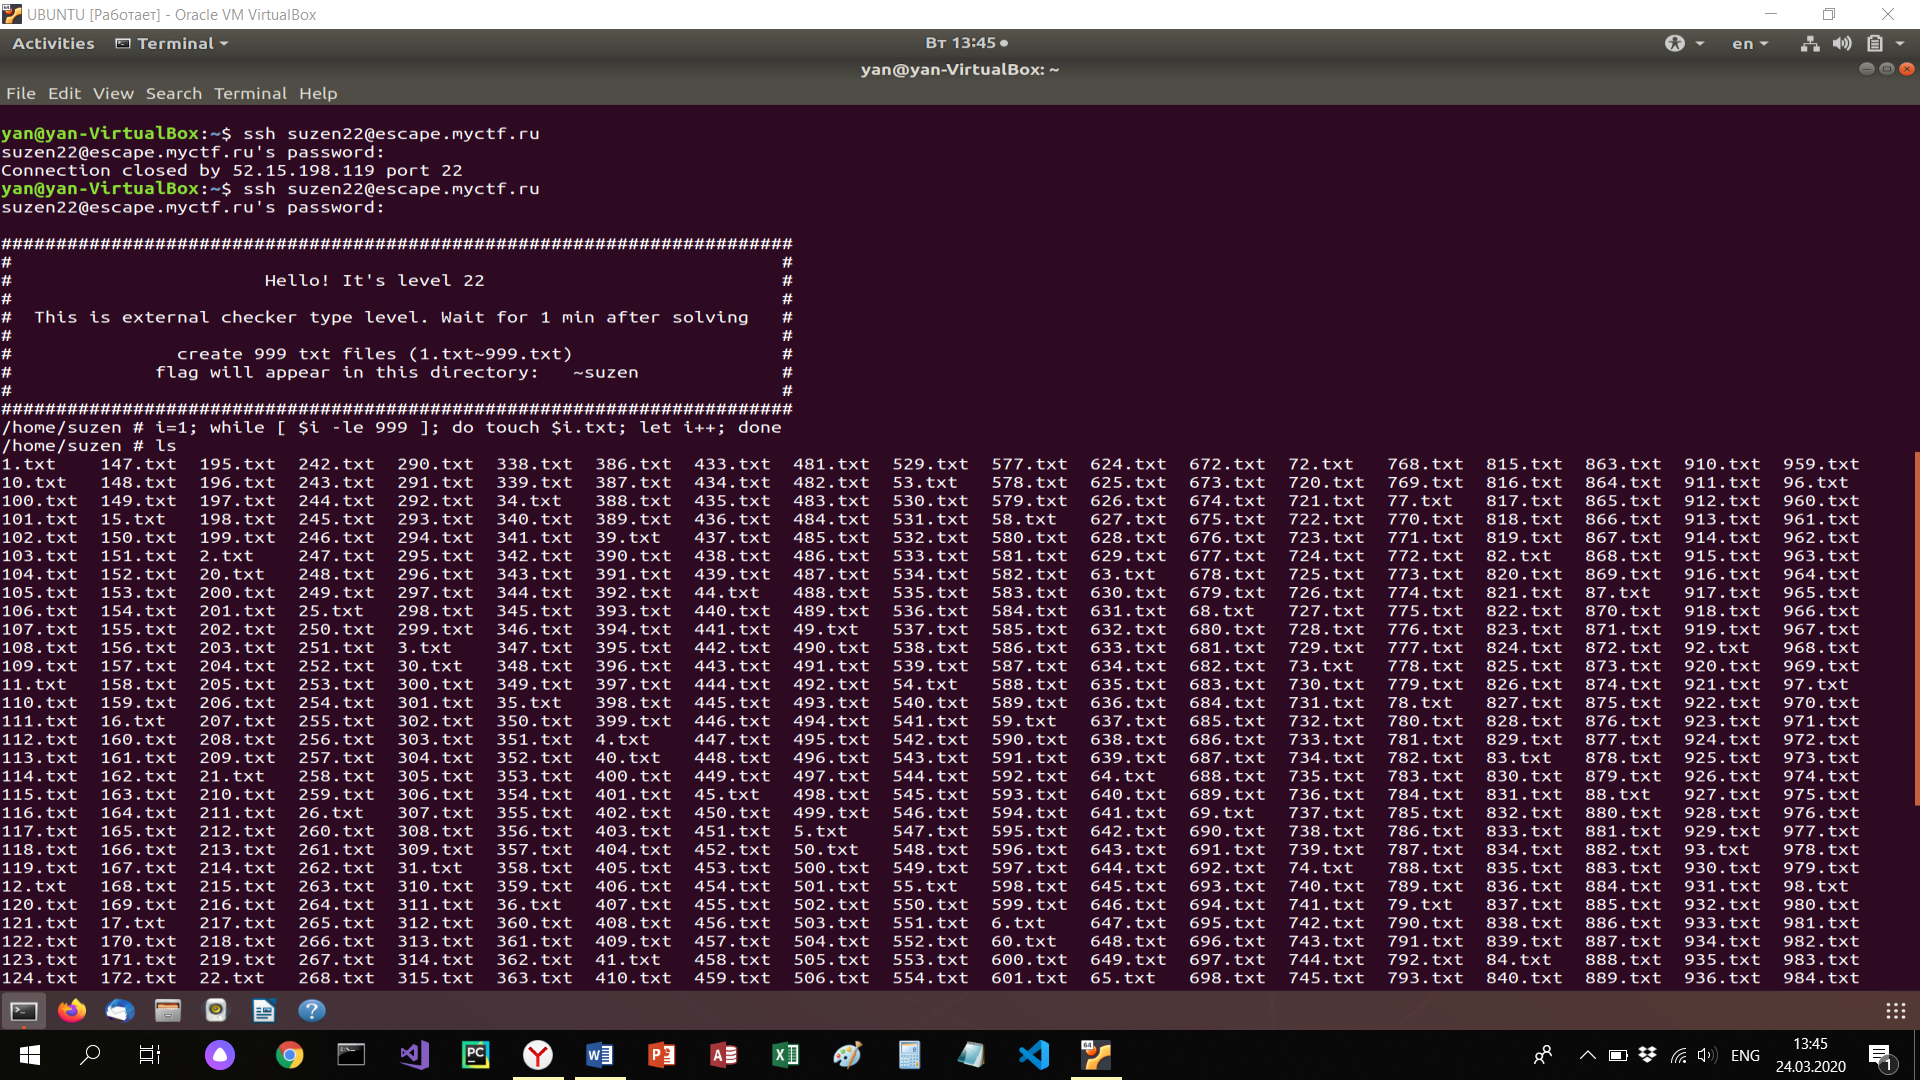 UBUNTU [Работает] - Oracle VM VirtualBox
Activities Terminal Вт 13:45 en
yan@yan-VirtualBox: ~
File Edit View Search Terminal Help
yan@yan-VirtualBox:~$ ssh suzen22@escape.myctf.ru
suzen22@escape.myctf.ru's password:
Connection closed by 52.15.198.119 port 22
yan@yan-VirtualBox:~$ ssh suzen22@escape.myctf.ru
suzen22@escape.myctf.ru's password:
########################################################################
# #
# Hello! It's level 22 #
# #
# This is external checker type level. Wait for 1 min after solving #
# #
# create 999 txt files (1.txt~999.txt) #
# flag will appear in this directory: ~suzen #
# #
########################################################################
/home/suzen # i=1; while [ $i -le 999 ]; do touch $i.txt; let i++; done
/home/suzen # ls
1.txt 147.txt 195.txt 242.txt 290.txt 338.txt 386.txt 433.txt 481.txt 529.txt 577.txt 624.txt 672.txt 72.txt 768.txt 815.txt 863.txt 910.txt 959.txt
10.txt 148.txt 196.txt 243.txt 291.txt 339.txt 387.txt 434.txt 482.txt 53.txt 578.txt 625.txt 673.txt 720.txt 769.txt 816.txt 864.txt 911.txt 96.txt
100.txt 149.txt 197.txt 244.txt 292.txt 34.txt 388.txt 435.txt 483.txt 530.txt 579.txt 626.txt 674.txt 721.txt 77.txt 817.txt 865.txt 912.txt 960.txt
101.txt 15.txt 198.txt 245.txt 293.txt 340.txt 389.txt 436.txt 484.txt 531.txt 58.txt 627.txt 675.txt 722.txt 770.txt 818.txt 866.txt 913.txt 961.txt
102.txt 150.txt 199.txt 246.txt 294.txt 341.txt 39.txt 437.txt 485.txt 532.txt 580.txt 628.txt 676.txt 723.txt 771.txt 819.txt 867.txt 914.txt 962.txt
103.txt 151.txt 2.txt 247.txt 295.txt 342.txt 390.txt 438.txt 486.txt 533.txt 581.txt 629.txt 677.txt 724.txt 772.txt 82.txt 868.txt 915.txt 963.txt
104.txt 152.txt 20.txt 248.txt 296.txt 343.txt 391.txt 439.txt 487.txt 534.txt 582.txt 63.txt 678.txt 725.txt 773.txt 820.txt 869.txt 916.txt 964.txt
105.txt 153.txt 200.txt 249.txt 297.txt 344.txt 392.txt 44.txt 488.txt 535.txt 583.txt 630.txt 679.txt 726.txt 774.txt 821.txt 87.txt 917.txt 965.txt
106.txt 154.txt 201.txt 25.txt 298.txt 345.txt 393.txt 440.txt 489.txt 536.txt 584.txt 631.txt 68.txt 727.txt 775.txt 822.txt 870.txt 918.txt 966.txt
107.txt 155.txt 202.txt 250.txt 299.txt 346.txt 394.txt 441.txt 49.txt 537.txt 585.txt 632.txt 680.txt 728.txt 776.txt 823.txt 871.txt 919.txt 967.txt
108.txt 156.txt 203.txt 251.txt 3.txt 347.txt 395.txt 442.txt 490.txt 538.txt 586.txt 633.txt 681.txt 729.txt 777.txt 824.txt 872.txt 92.txt 968.txt
109.txt 157.txt 204.txt 252.txt 30.txt 348.txt 396.txt 443.txt 491.txt 539.txt 587.txt 634.txt 682.txt 73.txt 778.txt 825.txt 873.txt 920.txt 969.txt
11.txt 158.txt 205.txt 253.txt 300.txt 349.txt 397.txt 444.txt 492.txt 54.txt 588.txt 635.txt 683.txt 730.txt 779.txt 826.txt 874.txt 921.txt 97.txt
110.txt 159.txt 206.txt 254.txt 301.txt 35.txt 398.txt 445.txt 493.txt 540.txt 589.txt 636.txt 684.txt 731.txt 78.txt 827.txt 875.txt 922.txt 970.txt
111.txt 16.txt 207.txt 255.txt 302.txt 350.txt 399.txt 446.txt 494.txt 541.txt 59.txt 637.txt 685.txt 732.txt 780.txt 828.txt 876.txt 923.txt 971.txt
112.txt 160.txt 208.txt 256.txt 303.txt 351.txt 4.txt 447.txt 495.txt 542.txt 590.txt 638.txt 686.txt 733.txt 781.txt 829.txt 877.txt 924.txt 972.txt
113.txt 161.txt 209.txt 257.txt 304.txt 352.txt 40.txt 448.txt 496.txt 543.txt 591.txt 639.txt 687.txt 734.txt 782.txt 83.txt 878.txt 925.txt 973.txt
114.txt 162.txt 21.txt 258.txt 305.txt 353.txt 400.txt 449.txt 497.txt 544.txt 592.txt 64.txt 688.txt 735.txt 783.txt 830.txt 879.txt 926.txt 974.txt
115.txt 163.txt 210.txt 259.txt 306.txt 354.txt 401.txt 45.txt 498.txt 545.txt 593.txt 640.txt 689.txt 736.txt 784.txt 831.txt 88.txt 927.txt 975.txt
116.txt 164.txt 211.txt 26.txt 307.txt 355.txt 402.txt 450.txt 499.txt 546.txt 594.txt 641.txt 69.txt 737.txt 785.txt 832.txt 880.txt 928.txt 976.txt
117.txt 165.txt 212.txt 260.txt 308.txt 356.txt 403.txt 451.txt 5.txt 547.txt 595.txt 642.txt 690.txt 738.txt 786.txt 833.txt 881.txt 929.txt 977.txt
118.txt 166.txt 213.txt 261.txt 309.txt 357.txt 404.txt 452.txt 50.txt 548.txt 596.txt 643.txt 691.txt 739.txt 787.txt 834.txt 882.txt 93.txt 978.txt
119.txt 167.txt 214.txt 262.txt 31.txt 358.txt 405.txt 453.txt 500.txt 549.txt 597.txt 644.txt 692.txt 74.txt 788.txt 835.txt 883.txt 930.txt 979.txt
12.txt 168.txt 215.txt 263.txt 310.txt 359.txt 406.txt 454.txt 501.txt 55.txt 598.txt 645.txt 693.txt 740.txt 789.txt 836.txt 884.txt 931.txt 98.txt
120.txt 169.txt 216.txt 264.txt 311.txt 36.txt 407.txt 455.txt 502.txt 550.txt 599.txt 646.txt 694.txt 741.txt 79.txt 837.txt 885.txt 932.txt 980.txt
121.txt 17.txt 217.txt 265.txt 312.txt 360.txt 408.txt 456.txt 503.txt 551.txt 6.txt 647.txt 695.txt 742.txt 790.txt 838.txt 886.txt 933.txt 981.txt
122.txt 170.txt 218.txt 266.txt 313.txt 361.txt 409.txt 457.txt 504.txt 552.txt 60.txt 648.txt 696.txt 743.txt 791.txt 839.txt 887.txt 934.txt 982.txt
123.txt 171.txt 219.txt 267.txt 314.txt 362.txt 41.txt 458.txt 505.txt 553.txt 600.txt 649.txt 697.txt 744.txt 792.txt 84.txt 888.txt 935.txt 983.txt
124.txt 172.txt 22.txt 268.txt 315.txt 363.txt 410.txt 459.txt 506.txt 554.txt 601.txt 65.txt 698.txt 745.txt 793.txt 840.txt 889.txt 936.txt 984.txt
ENG
13:45
24.03.2020
1